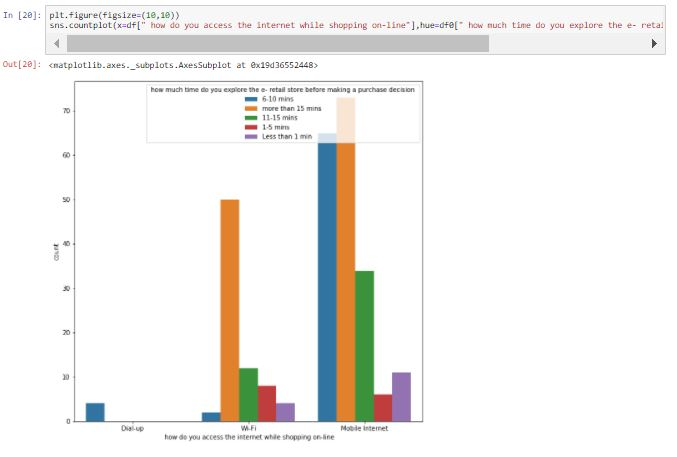 In [20]: plt.figure(figsize=(10,10))
sns.countplot(x=df[" how do you access the internet while shopping on-line"],hue=df0[" how much time do you explore the e- retai
Out[20]: <matplotlib.axes._subplots.AxesSubplot at 0x19d36552448>
how much time do you explore the e- retail store before making a purchase decision
6-10 mins
more than 15 mins
11-15 mins
1-5 mins
Less than 1 min
70
60
50
40
30
20
10
0
count
Dial-up Wi-Fi Mobile Internet
how do you access the internet while shopping on-line